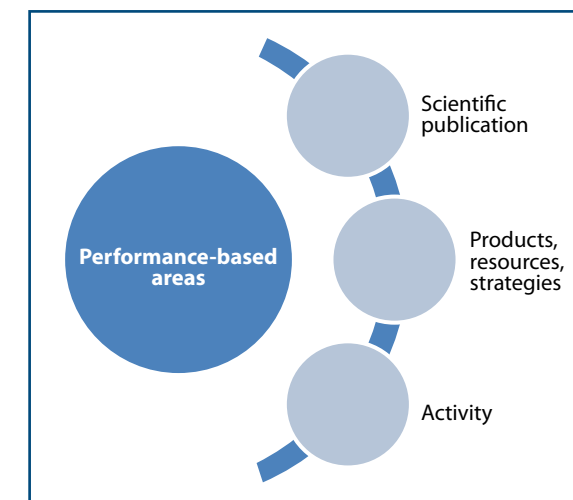 Scientific
publication
Performance-based
areas
Products,
resources,
strategies
Activity